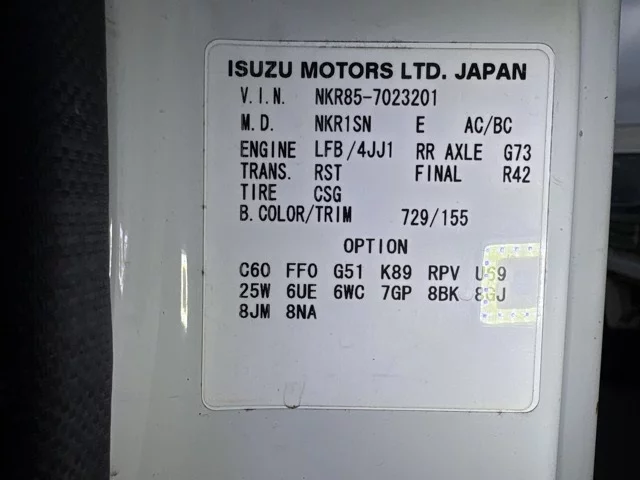 ISUZU MOTORS LTD. JAPAN
V.I.N. NKR85-7023201
M.D. NKR1SN E AC/BC
ENGINE LFB/4JJ1 RR AXLE G73
TRANS. RST FINAL R42
TIRE CSG
B.COLOR/TRIM 729/155
OPTION
C60 FF0 G51 K89 RPV U69
25W 6UE 6WC 7GP 8BK 8GJ
8JM 8NA